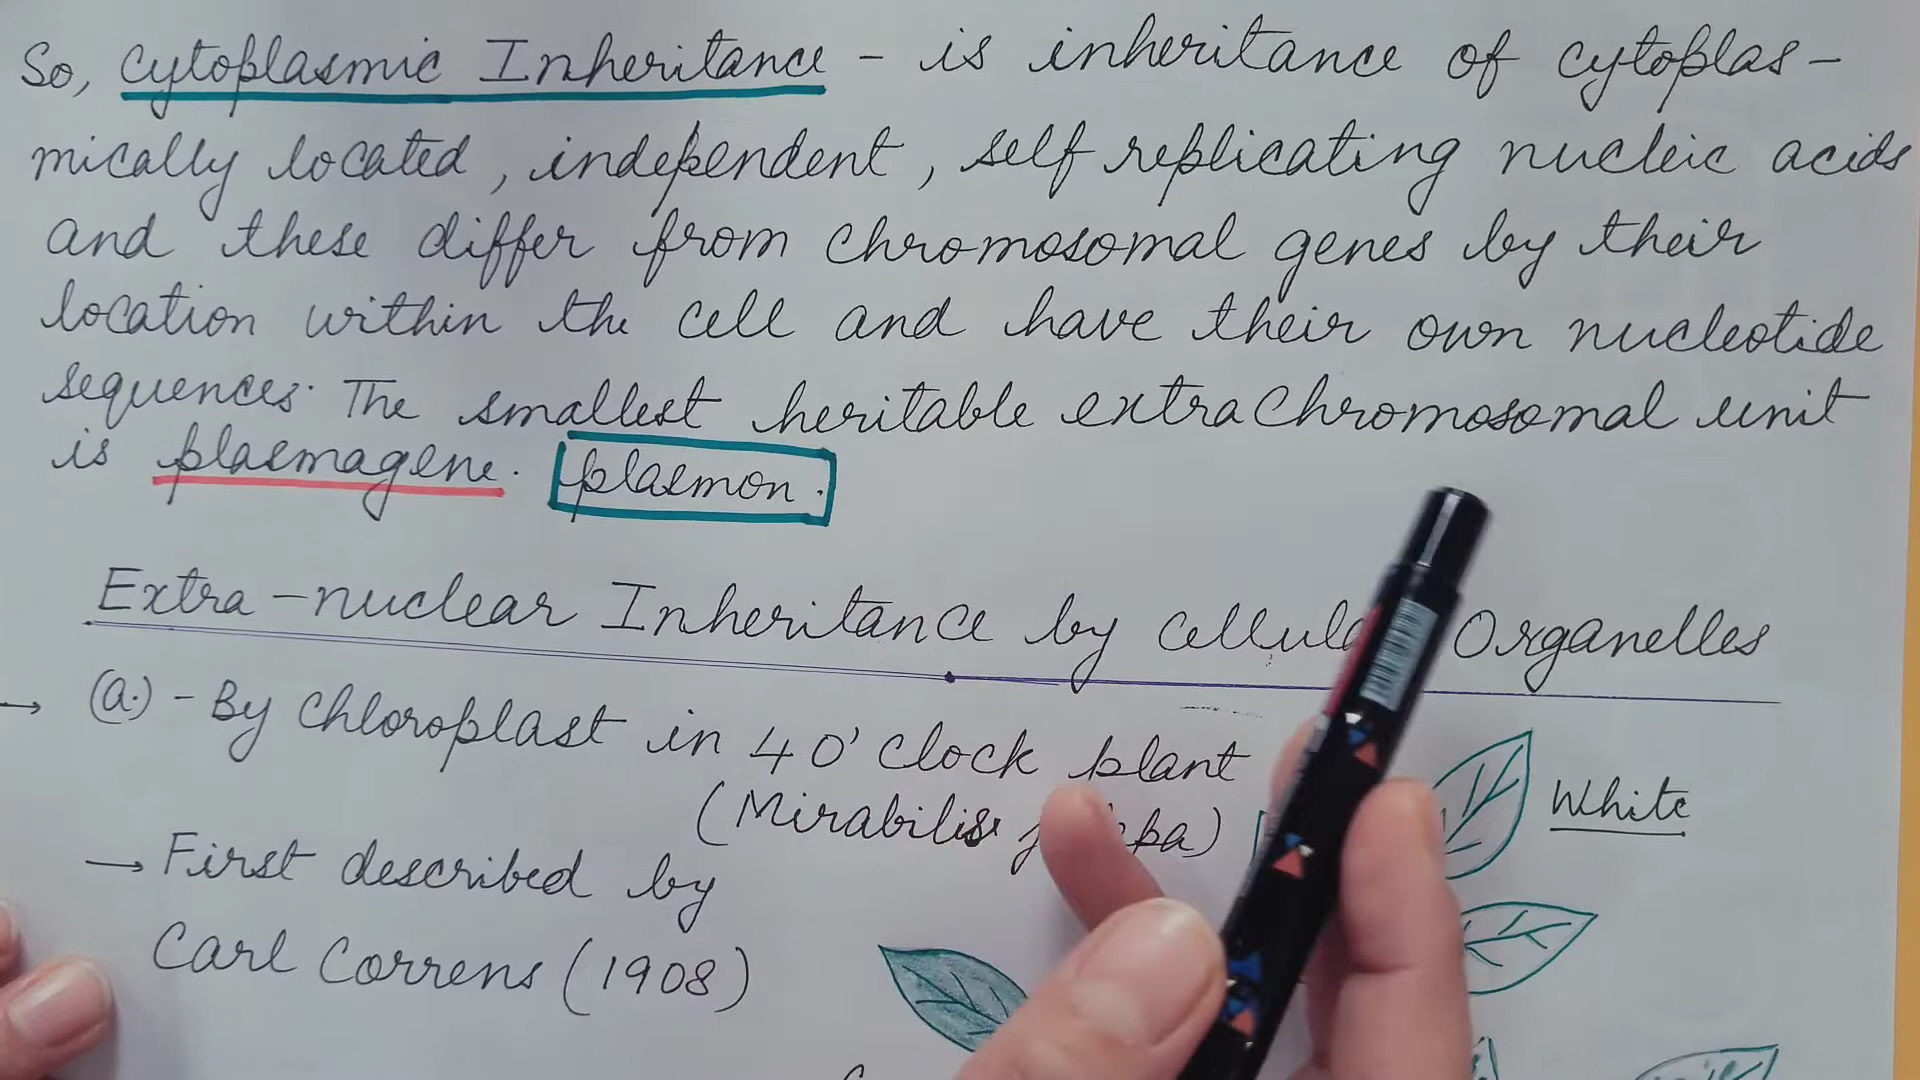 So, Cytoplasmic Inheritance - is inheritance of cytoplas-
mically located, independent, self replicating nucleic acids
and these differ from chromosomal genes by their
location within the cell and have their own nucleotide
sequences. The smallest heritable extrachromosomal unit
is plasmagene. plasmon.
Extra-nuclear Inheritance by cellula Organelles
→ (a.) - By Chloroplast in 4 O'clock plant
(Mirabilis
White
→ First described by
Carl Correns (1908)